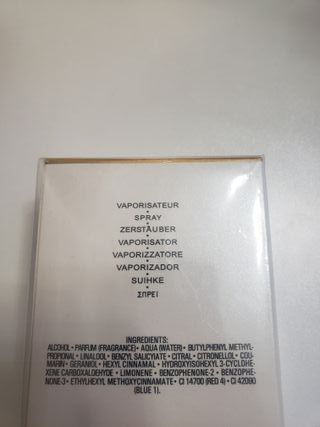 VAPORISATEUR
•
SPRAY
•
ZERSTÄUBER
•
VAPORISATOR
•
VAPORIZZATORE
•
VAPORIZADOR
•
SUIHKE
•
ΣΠΡΕΪ
INGREDIENTS:
ALCOHOL • PARFUM (FRAGRANCE) • AQUA (WATER) • BUTYLPHENYL METHYL-
PROPIONAL • LINALOOL • BENZYL SALICYLATE • CITRAL • CITRONELLOL • COU-
MARIN • GERANIOL • HEXYL CINNAMAL • HYDROXYISOHEXYL 3-CYCLOHE-
XENE CARBOXALDEHYDE • LIMONENE • BENZOPHENONE-2 • BENZOPHE-
NONE-3 • ETHYLHEXYL METHOXYCINNAMATE • CI 14700 (RED 4) • CI 42090
(BLUE 1).